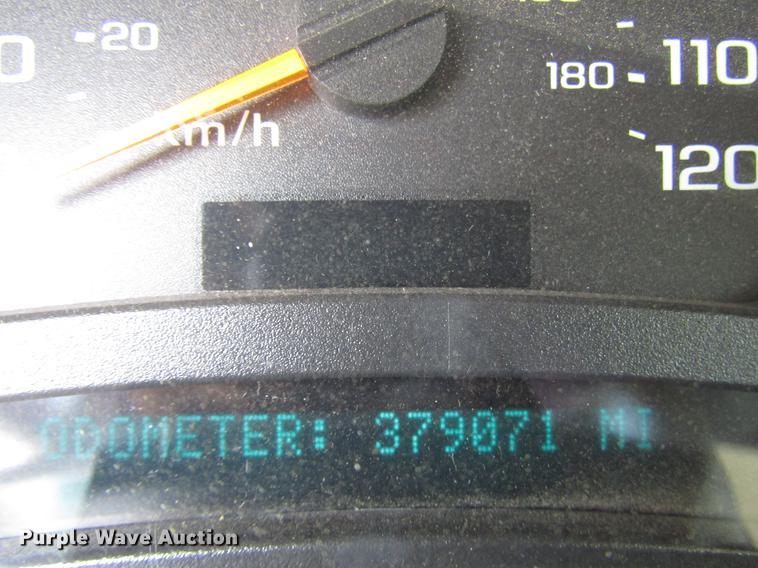 20
km/h
180
110
120
ODOMETER: 379071 MI
Purple Wave Auction